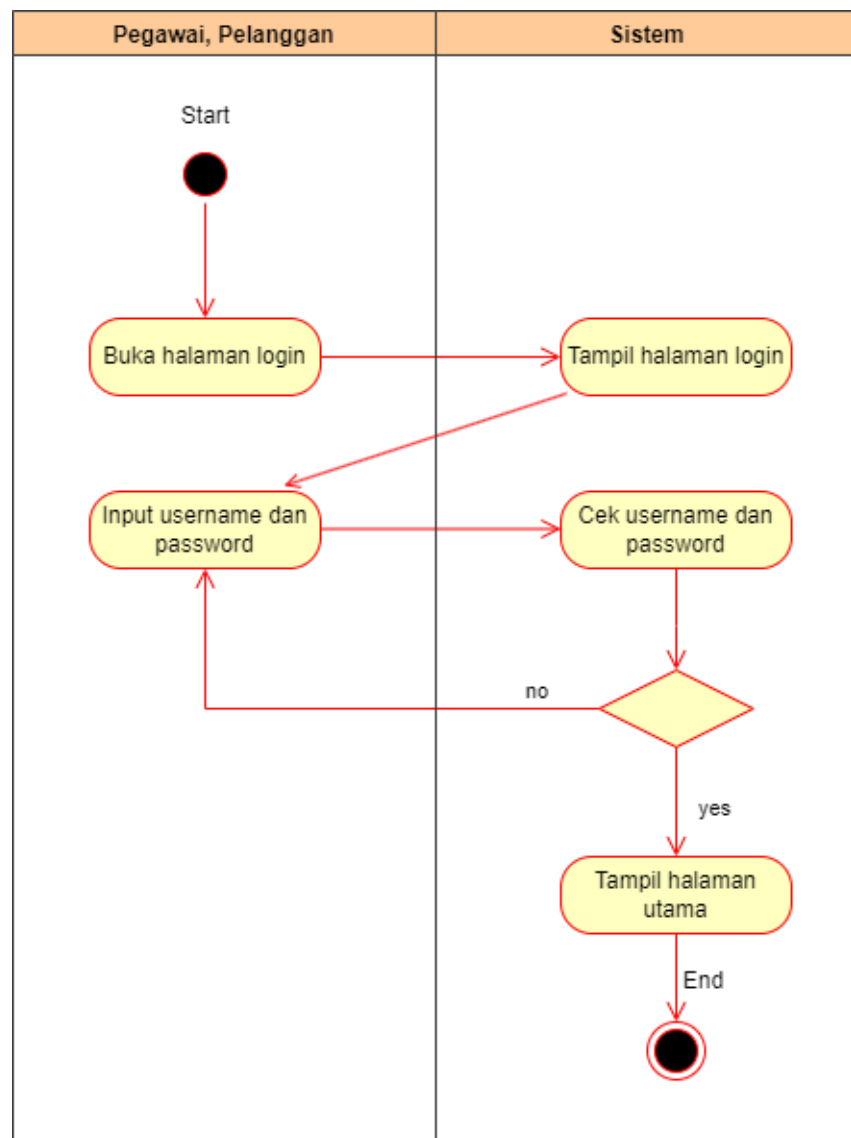 Pegawai, Pelanggan
Sistem
Start
Buka halaman login
Tampil halaman login
Input username dan
password
Cek username dan
password
no
yes
Tampil halaman
utama
End